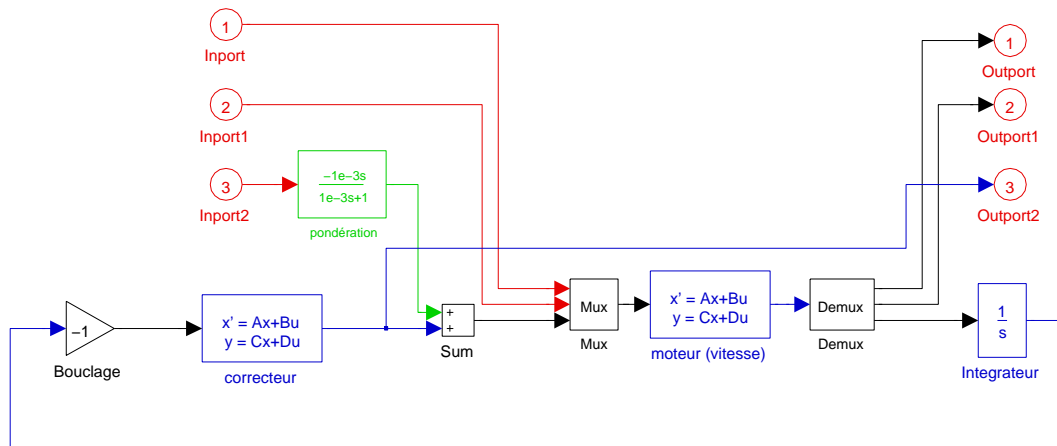 1
Inport
2
Inport1
3
Inport2
−1e−3s
1e−3s+1
pondération
1
Outport
2
Outport1
3
Outport2
−1
Bouclage
x' = Ax+Bu
y = Cx+Du
correcteur
+
+
Sum
Mux
Mux
x' = Ax+Bu
y = Cx+Du
moteur (vitesse)
Demux
Demux
1
s
Integrateur